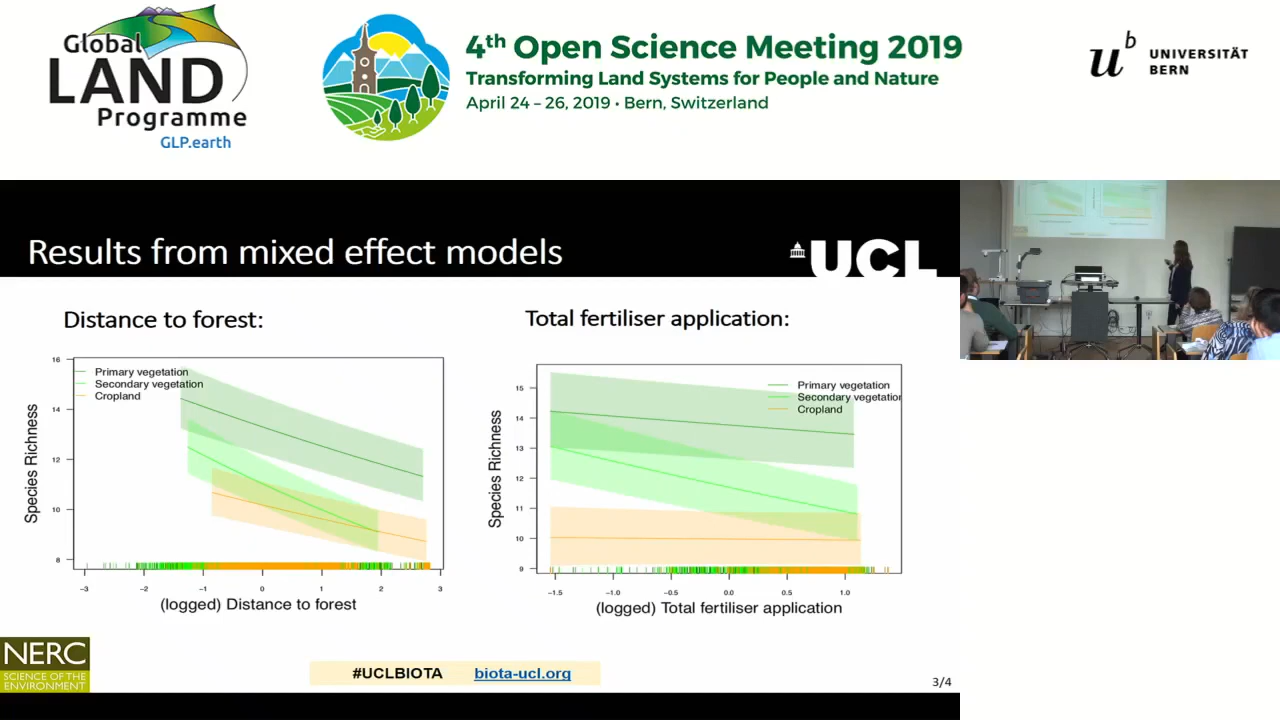 Global
LAND
Programme
GLP.earth
4th Open Science Meeting 2019
Transforming Land Systems for People and Nature
April 24 – 26, 2019 • Bern, Switzerland
u b
UNIVERSITÄT
BERN
Results from mixed effect models
UCL
Distance to forest:
Total fertiliser application:
16
14
12
10
8
Species Richness
Primary vegetation
Secondary vegetation
Cropland
−3 −2 −1 0 1 2 3
(logged) Distance to forest
15
14
13
12
11
10
9
Species Richness
Primary vegetation
Secondary vegetation
Cropland
−1.5 −1.0 −0.5 0.0 0.5 1.0
(logged) Total fertiliser application
NERC
SCIENCE OF THE
ENVIRONMENT
#UCLBIOTA biota-ucl.org
3/4